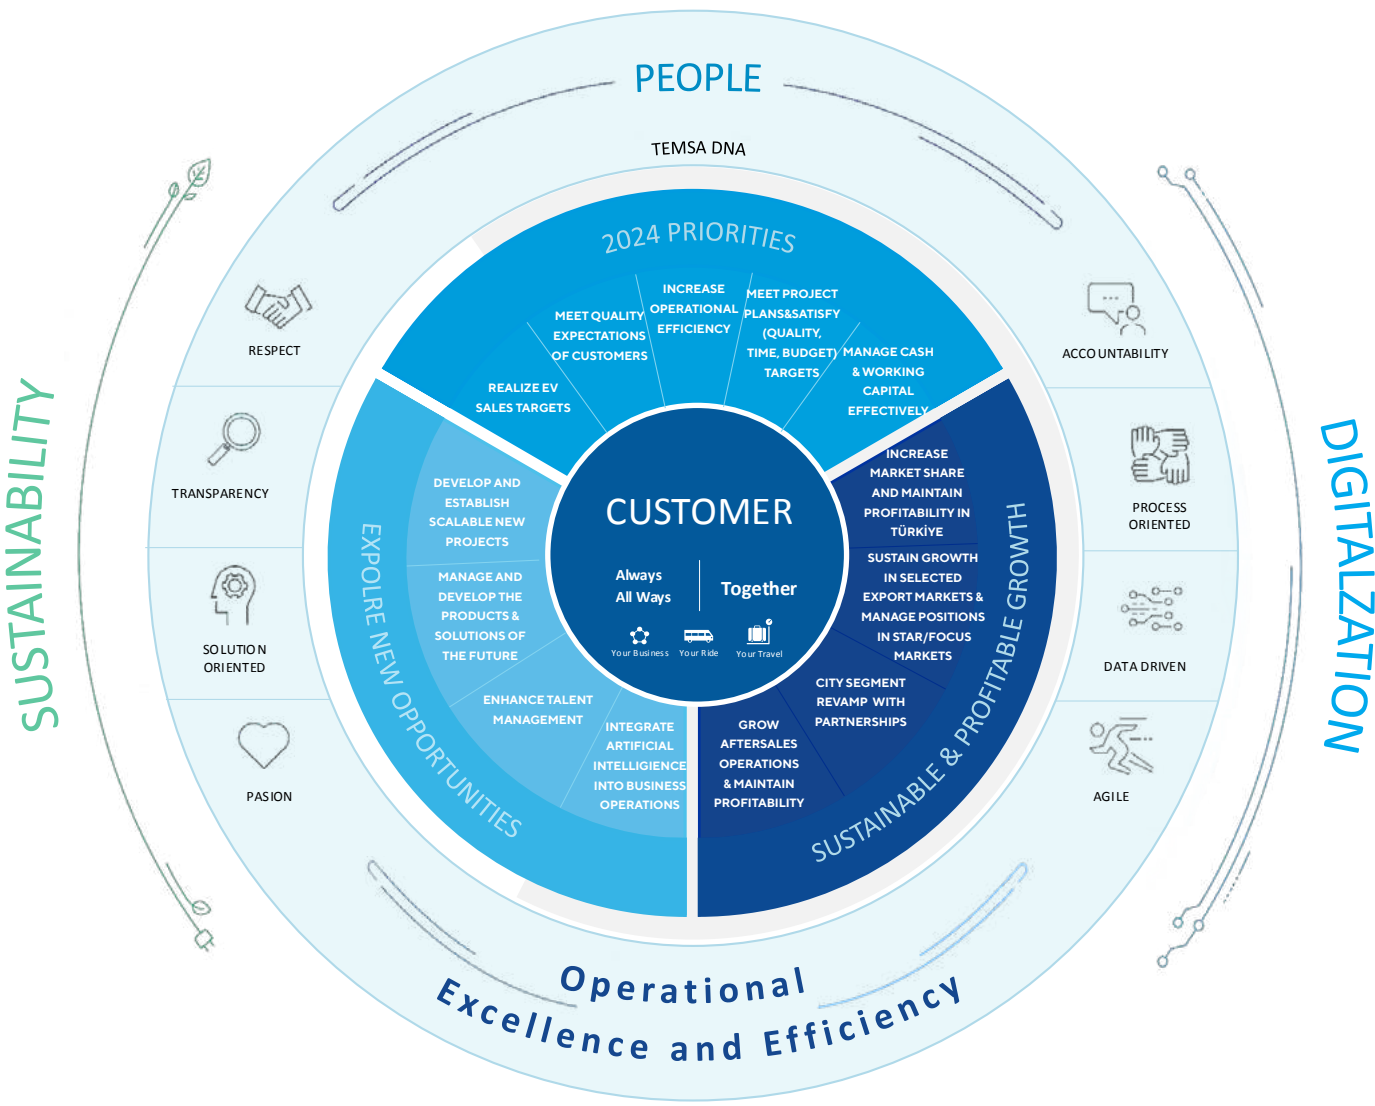 PEOPLE
TEMSA DNA
2024 PRIORITIES
REALIZE EV
SALES TARGETS
MEET QUALITY
EXPECTATIONS
OF CUSTOMERS
INCREASE
OPERATIONAL
EFFICIENCY
MEET PROJECT
PLANS&SATISFY
(QUALITY,
TIME, BUDGET)
TARGETS
MANAGE CASH
& WORKING
CAPITAL
EFFECTIVELY
SUSTAINABILITY
RESPECT
TRANSPARENCY
SOLUTION
ORIENTED
PASION
EXPOLRE NEW OPPORTUNITIES
DEVELOP AND
ESTABLISH
SCALABLE NEW
PROJECTS
MANAGE AND
DEVELOP THE
PRODUCTS &
SOLUTIONS OF
THE FUTURE
ENHANCE TALENT
MANAGEMENT
INTEGRATE
ARTIFICIAL
INTELLIGIENCE
INTO BUSINESS
OPERATIONS
CUSTOMER
Always
All Ways
Together
Your Business
Your Ride
Your Travel
INCREASE
MARKET SHARE
AND MAINTAIN
PROFITABILITY IN
TÜRKİYE
SUSTAIN GROWTH
IN SELECTED
EXPORT MARKETS &
MANAGE POSITIONS
IN STAR/FOCUS
MARKETS
CITY SEGMENT
REVAMP WITH
PARTNERSHIPS
GROW
AFTERSALES
OPERATIONS
& MAINTAIN
PROFITABILITY
SUSTAINABLE & PROFITABLE GROWTH
ACCOUNTABILITY
PROCESS
ORIENTED
DATA DRIVEN
AGILE
DIGITALZATION
Operational
Excellence and Efficiency